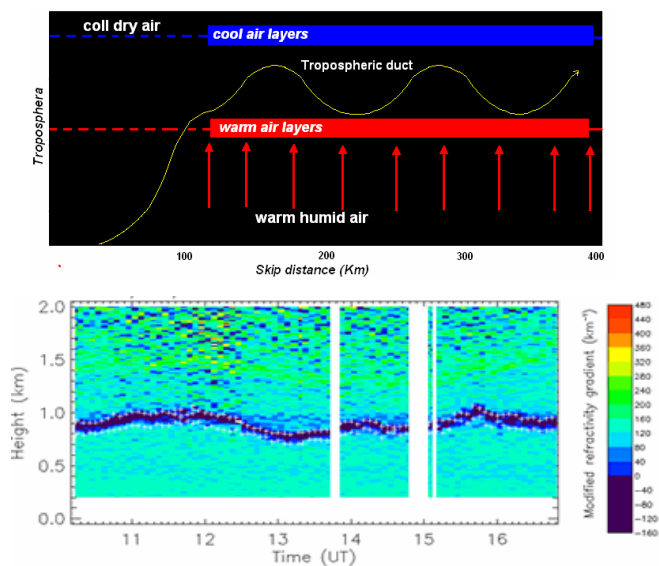 coll dry air
cool air layers
Tropospheric duct
Troposphera
warm air layers
warm humid air
100 200 300 400
Skip distance (Km)
2.0
1.5
1.0
0.5
0.0
Height (km)
11 12 13 14 15 16
Time (UT)
480
440
400
360
320
280
240
200
160
120
80
40
0
-40
-80
-120
-160
Modified refractivity gradient (km⁻¹)